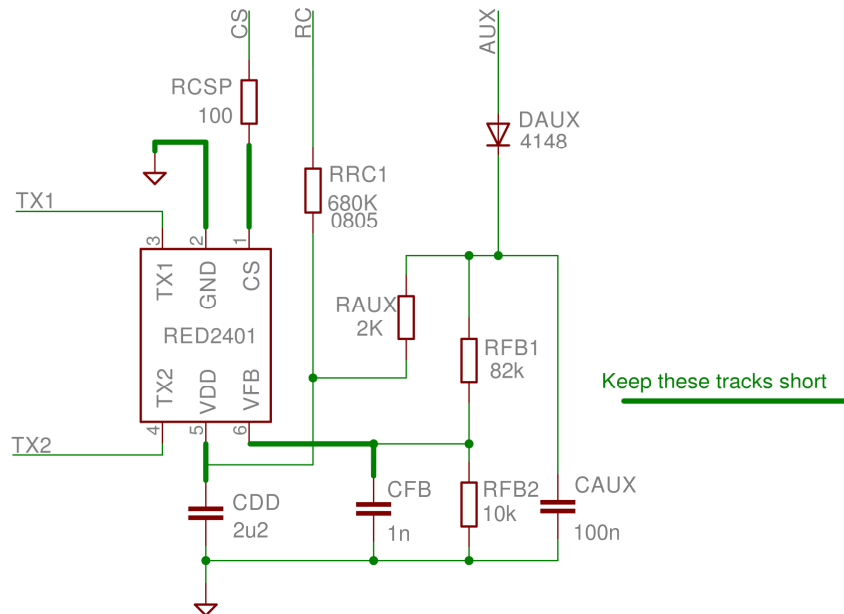 CS
RC
AUX
RCSP
100
DAUX
4148
RRC1
680K
0805
TX1
3
2
1
TX1
GND
CS
RAUX
2K
RED2401
RFB1
82k
Keep these tracks short
TX2
VDD
VFB
4
5
6
TX2
CDD
2u2
CFB
1n
RFB2
10k
CAUX
100n